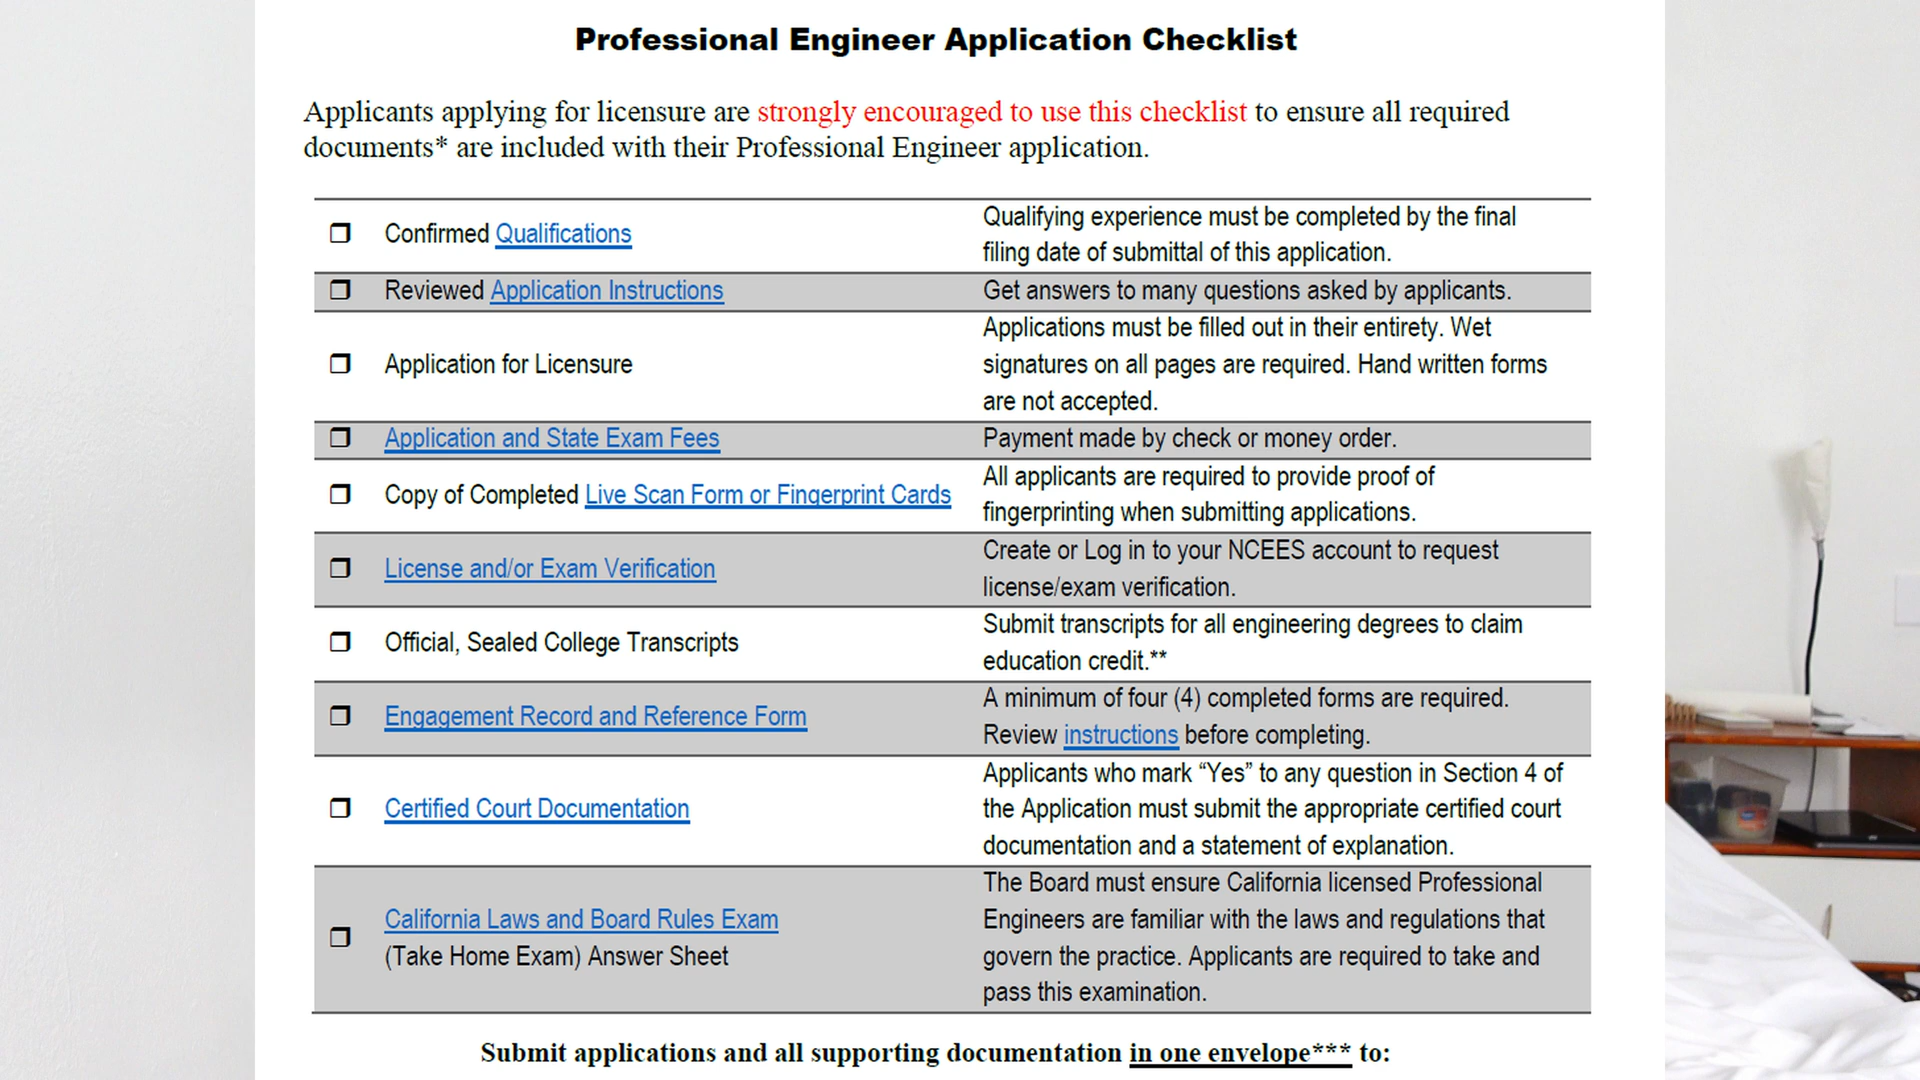 Professional Engineer Application Checklist
Applicants applying for licensure are strongly encouraged to use this checklist to ensure all required
documents* are included with their Professional Engineer application.
Confirmed Qualifications
Qualifying experience must be completed by the final
filing date of submittal of this application.
Reviewed Application Instructions
Get answers to many questions asked by applicants.
Application for Licensure
Applications must be filled out in their entirety. Wet
signatures on all pages are required. Hand written forms
are not accepted.
Application and State Exam Fees
Payment made by check or money order.
Copy of Completed Live Scan Form or Fingerprint Cards
All applicants are required to provide proof of
fingerprinting when submitting applications.
License and/or Exam Verification
Create or Log in to your NCEES account to request
license/exam verification.
Official, Sealed College Transcripts
Submit transcripts for all engineering degrees to claim
education credit.**
Engagement Record and Reference Form
A minimum of four (4) completed forms are required.
Review instructions before completing.
Certified Court Documentation
Applicants who mark “Yes” to any question in Section 4 of
the Application must submit the appropriate certified court
documentation and a statement of explanation.
California Laws and Board Rules Exam
(Take Home Exam) Answer Sheet
The Board must ensure California licensed Professional
Engineers are familiar with the laws and regulations that
govern the practice. Applicants are required to take and
pass this examination.
Submit applications and all supporting documentation in one envelope*** to: